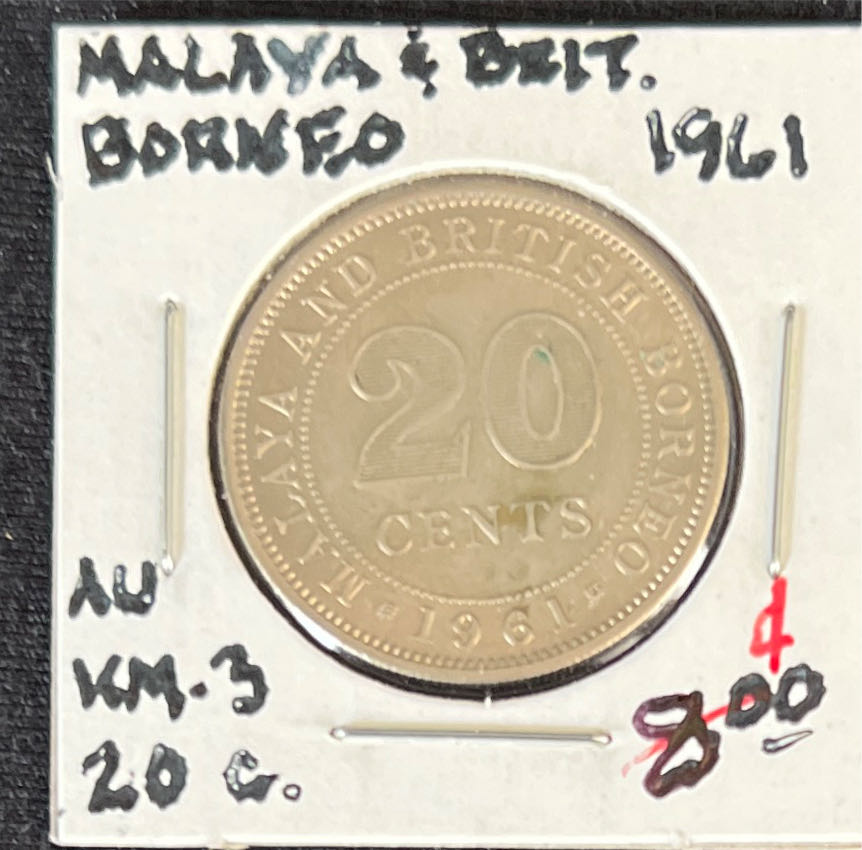 MALAYA & BRIT.
BORNEO 1961
MALAYA AND BRITISH BORNEO
20
CENTS
1961
AU
KM.3
20 C.
4
8.00